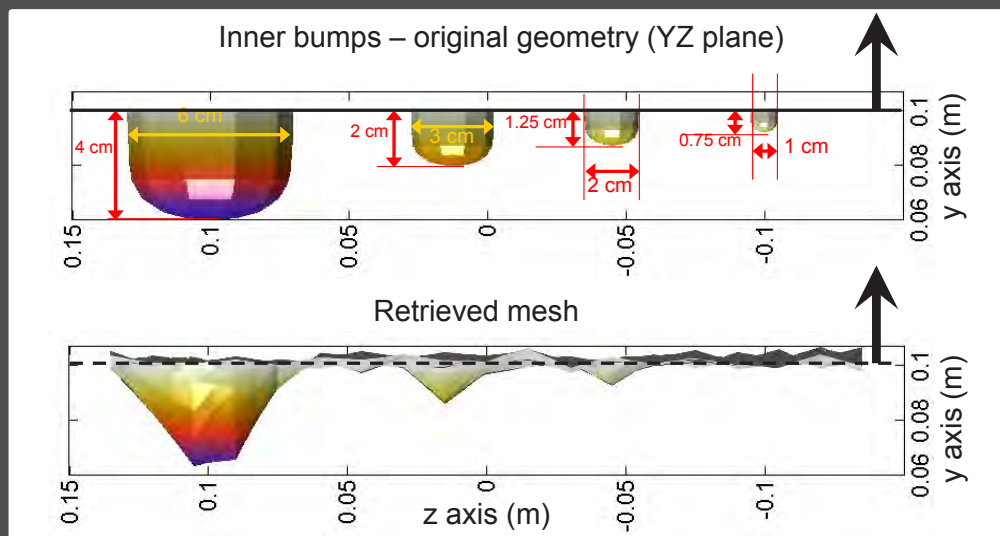 Inner bumps – original geometry (YZ plane)
4 cm
6 cm
2 cm
3 cm
1.25 cm
2 cm
0.75 cm
1 cm
0.1
0.08
0.06
y axis (m)
0.15
0.1
0.05
0
-0.05
-0.1
Retrieved mesh
0.1
0.08
0.06
y axis (m)
0.15
0.1
0.05
0
-0.05
-0.1
z axis (m)